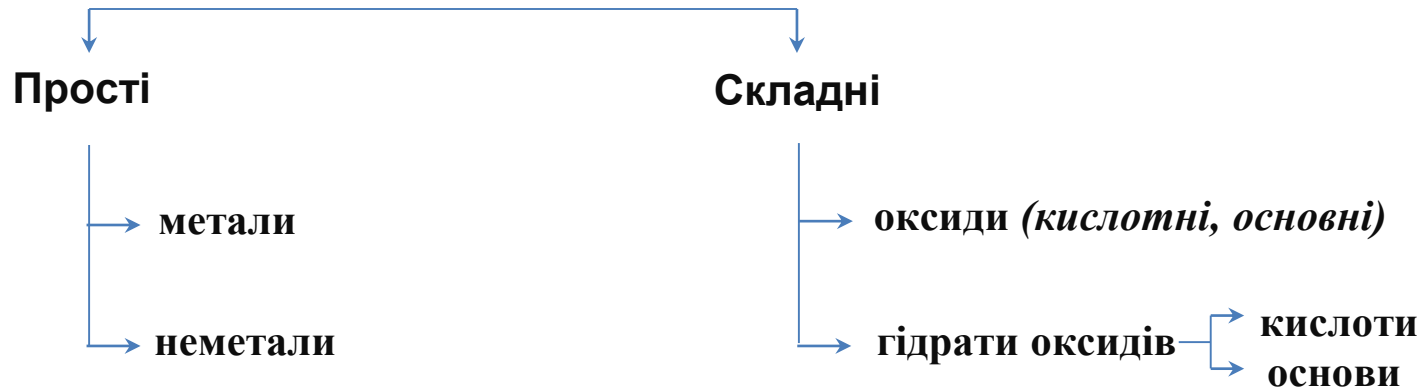 Прості
Складні
метали
оксиди (кислотні, основні)
неметали
гідрати оксидів
кислоти
основи